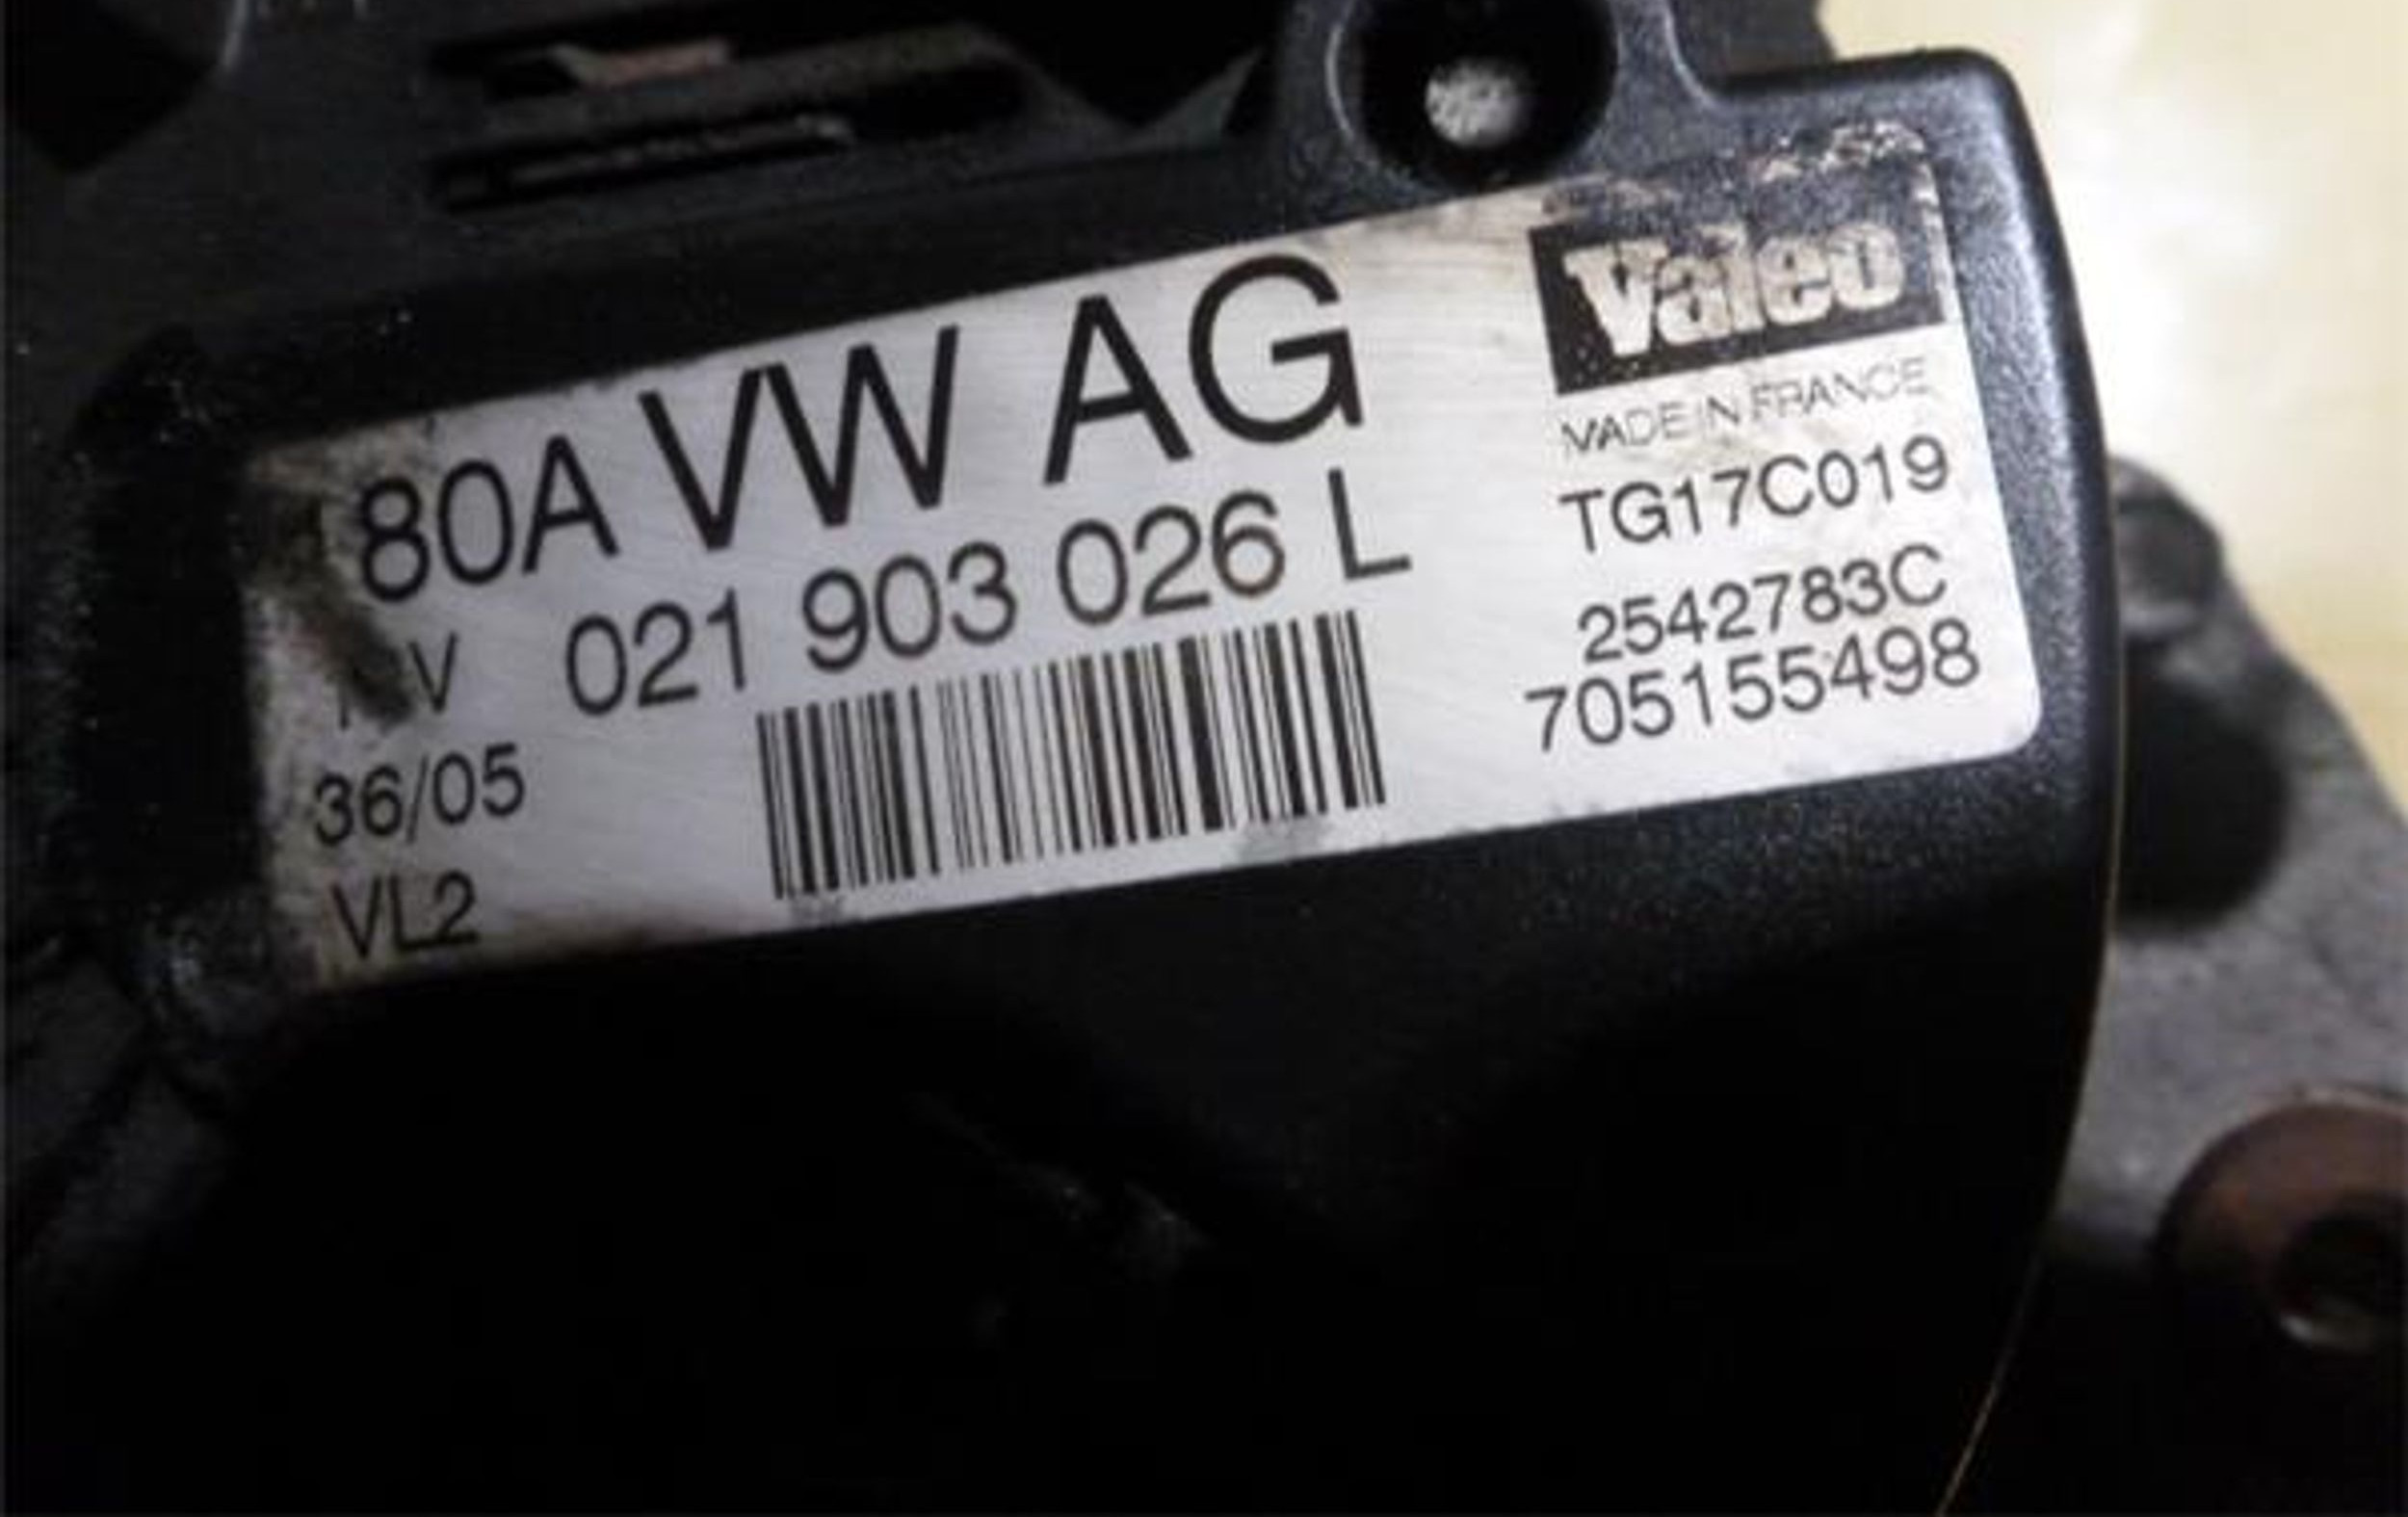 80A VW AG
V 021 903 026 L
36/05
VL2
Valeo
MADE IN FRANCE
TG17C019
2542783C
705155498